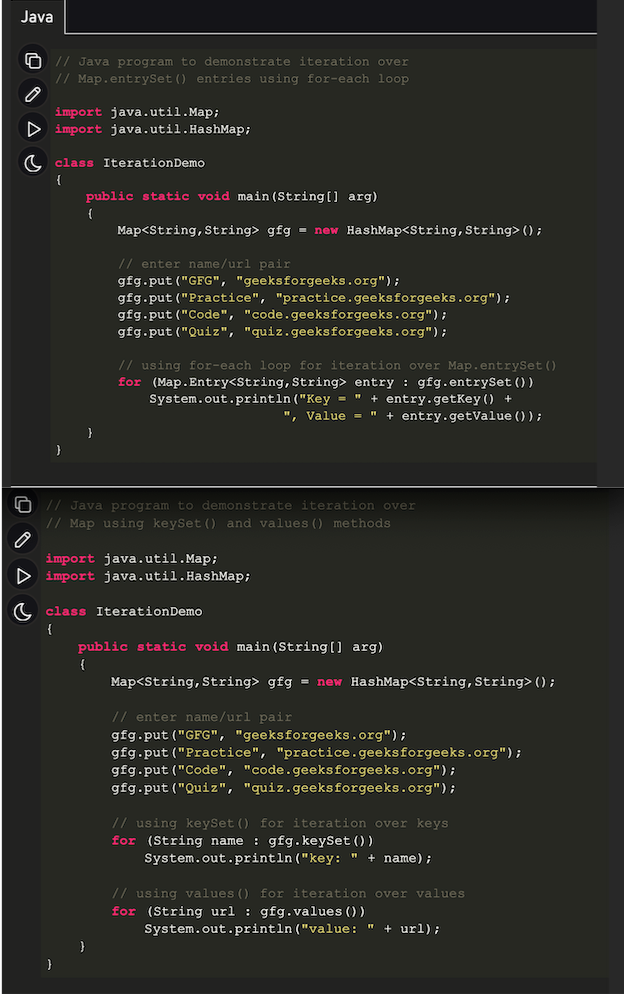 Java
// Java program to demonstrate iteration over
// Map.entrySet() entries using for-each loop
import java.util.Map;
import java.util.HashMap;
class IterationDemo
{
public static void main(String[] arg)
{
Map<String,String> gfg = new HashMap<String,String>();
// enter name/url pair
gfg.put("GFG", "geeksforgeeks.org");
gfg.put("Practice", "practice.geeksforgeeks.org");
gfg.put("Code", "code.geeksforgeeks.org");
gfg.put("Quiz", "quiz.geeksforgeeks.org");
// using for-each loop for iteration over Map.entrySet()
for (Map.Entry<String,String> entry : gfg.entrySet())
System.out.println("Key = " + entry.getKey() +
", Value = " + entry.getValue());
}
}
// Java program to demonstrate iteration over
// Map using keySet() and values() methods
import java.util.Map;
import java.util.HashMap;
class IterationDemo
{
public static void main(String[] arg)
{
Map<String,String> gfg = new HashMap<String,String>();
// enter name/url pair
gfg.put("GFG", "geeksforgeeks.org");
gfg.put("Practice", "practice.geeksforgeeks.org");
gfg.put("Code", "code.geeksforgeeks.org");
gfg.put("Quiz", "quiz.geeksforgeeks.org");
// using keySet() for iteration over keys
for (String name : gfg.keySet())
System.out.println("key: " + name);
// using values() for iteration over values
for (String url : gfg.values())
System.out.println("value: " + url);
}
}